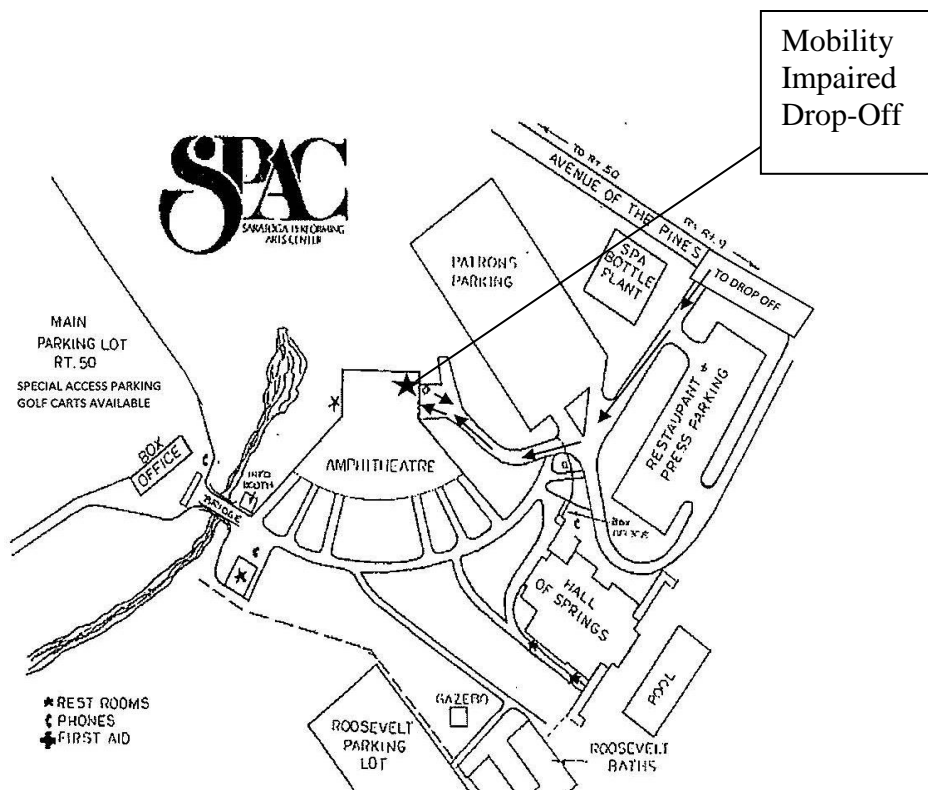 Mobility
Impaired
Drop-Off
SPAC
SARATOGA PERFORMING
ARTS CENTER
TO RT. 50
AVENUE OF THE PINES
TO RT. 9
TO DROP OFF
SPA
BOTTLE
PLANT
PATRONS
PARKING
RESTAURANT +
PRESS PARKING
MAIN
PARKING LOT
RT. 50
SPECIAL ACCESS PARKING
GOLF CARTS AVAILABLE
BOX
OFFICE
INFO
BOOTH
BRIDGE
AMPHITHEATRE
BOX
OFFICE
HALL
OF SPRINGS
POOL
GAZEBO
ROOSEVELT
PARKING
LOT
ROOSEVELT
BATHS
REST ROOMS
PHONES
FIRST AID